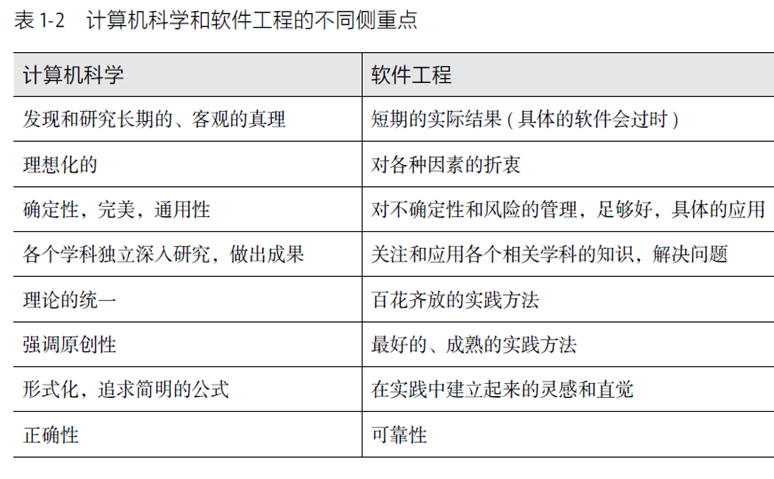 表 1-2 计算机科学和软件工程的不同侧重点
计算机科学 软件工程
发现和研究长期的、客观的真理 短期的实际结果 ( 具体的软件会过时 )
理想化的 对各种因素的折衷
确定性，完美，通用性 对不确定性和风险的管理，足够好，具体的应用
各个学科独立深入研究，做出成果 关注和应用各个相关学科的知识，解决问题
理论的统一 百花齐放的实践方法
强调原创性 最好的、成熟的实践方法
形式化，追求简明的公式 在实践中建立起来的灵感和直觉
正确性 可靠性